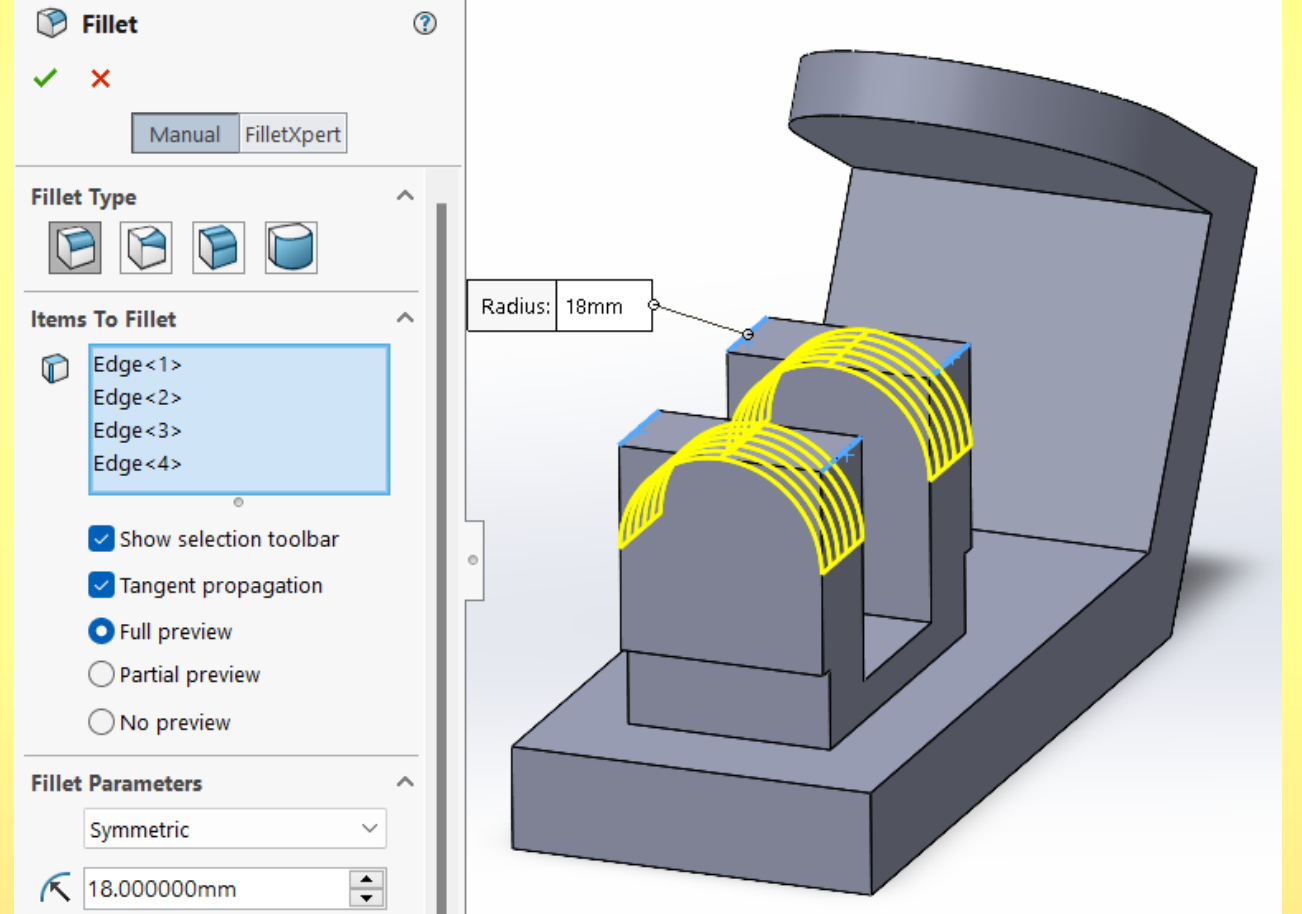 Fillet
Manual
FilletXpert
Fillet Type
Items To Fillet
Edge<1>
Edge<2>
Edge<3>
Edge<4>
Show selection toolbar
Tangent propagation
Full preview
Partial preview
No preview
Fillet Parameters
Symmetric
18.000000mm
Radius: 18mm